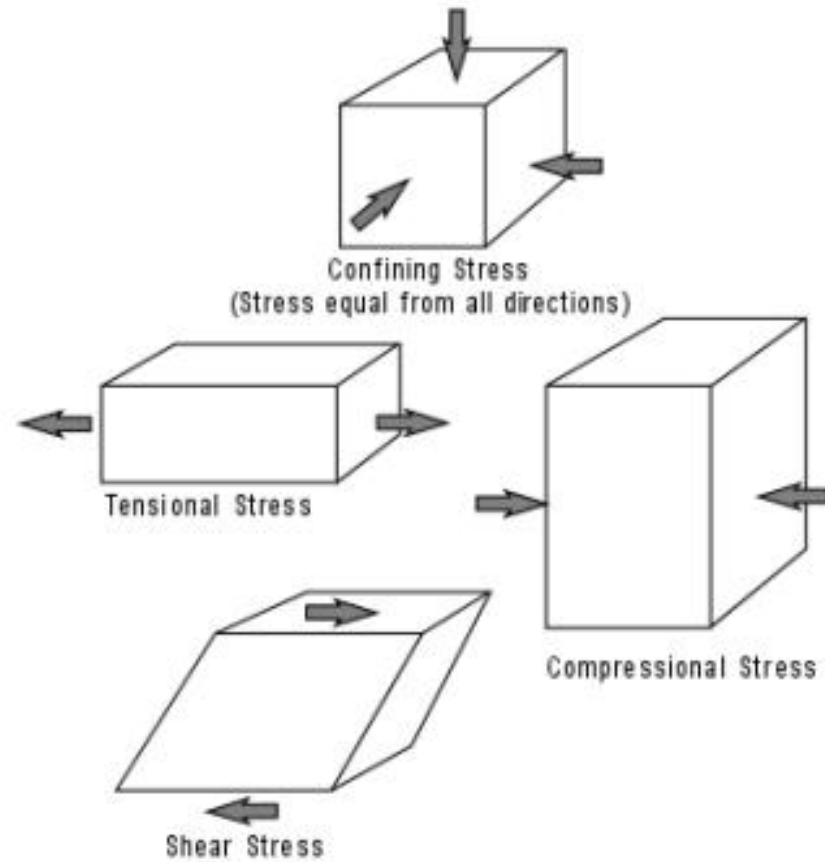 Confining Stress
(Stress equal from all directions)
Tensional Stress
Compressional Stress
Shear Stress